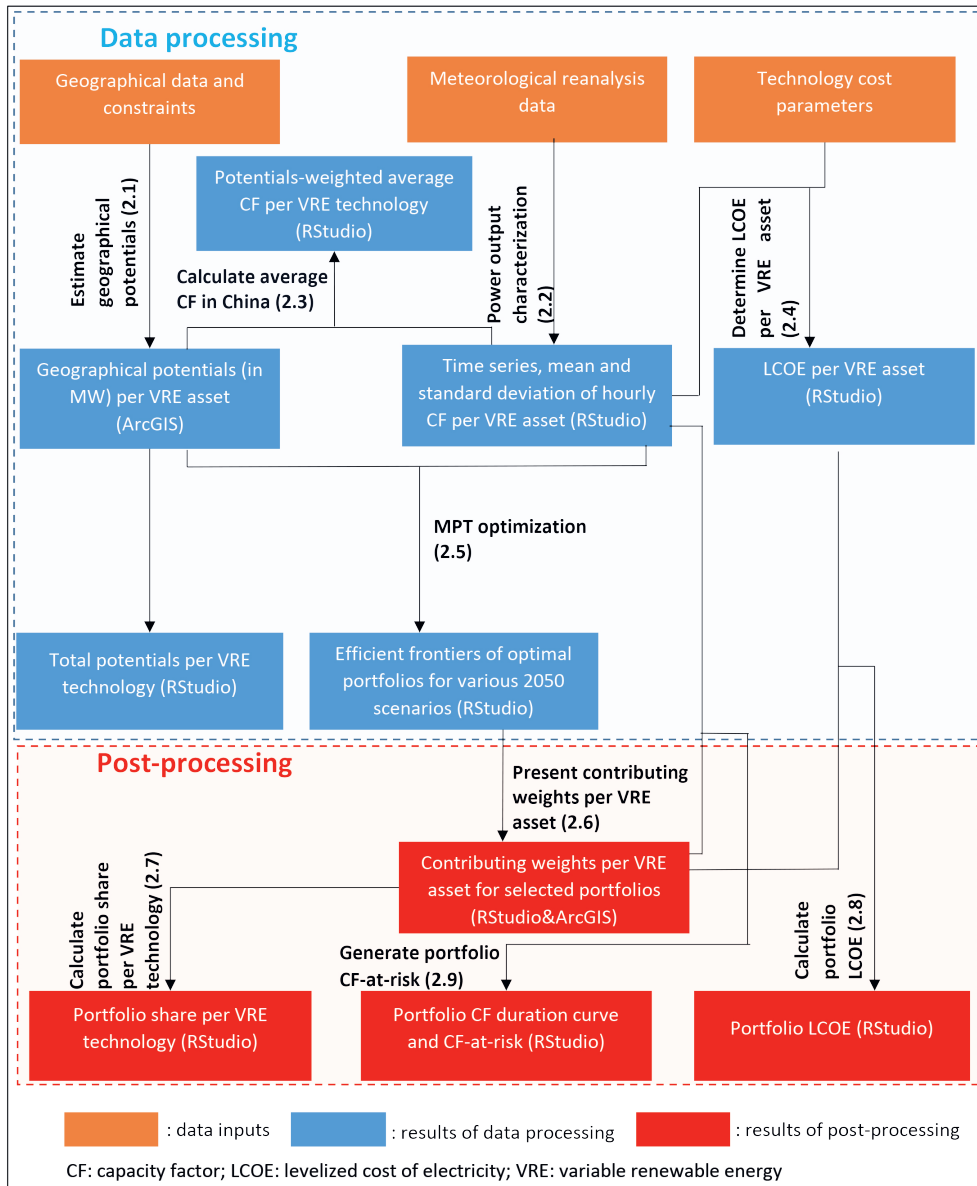 Data processing
Geographical data and
constraints
Meteorological reanalysis
data
Technology cost
parameters
Estimate
geographical
potentials (2.1)
Potentials-weighted average
CF per VRE technology
(RStudio)
Calculate average
CF in China (2.3)
Power output
characterization
(2.2)
Determine LCOE
per VRE asset
(2.4)
Geographical potentials (in
MW) per VRE asset
(ArcGIS)
Time series, mean and
standard deviation of hourly
CF per VRE asset (RStudio)
LCOE per VRE asset
(RStudio)
MPT optimization
(2.5)
Total potentials per VRE
technology (RStudio)
Efficient frontiers of optimal
portfolios for various 2050
scenarios (RStudio)
Post-processing
Present contributing
weights per VRE
asset (2.6)
Contributing weights per VRE
asset for selected portfolios
(RStudio&ArcGIS)
Calculate
portfolio share
per VRE
technology (2.7)
Generate portfolio
CF-at-risk (2.9)
Calculate
portfolio
LCOE (2.8)
Portfolio share per VRE
technology (RStudio)
Portfolio CF duration curve
and CF-at-risk (RStudio)
Portfolio LCOE (RStudio)
: data inputs
: results of data processing
: results of post-processing
CF: capacity factor; LCOE: levelized cost of electricity; VRE: variable renewable energy